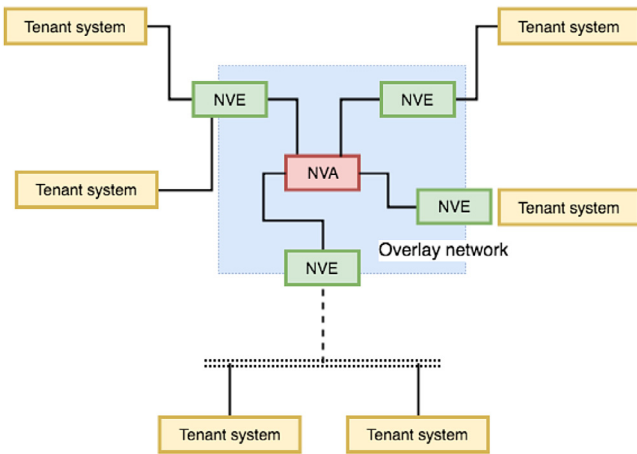 Tenant system
Tenant system
NVE
NVE
NVA
Tenant system
NVE
Tenant system
Overlay network
NVE
Tenant system
Tenant system